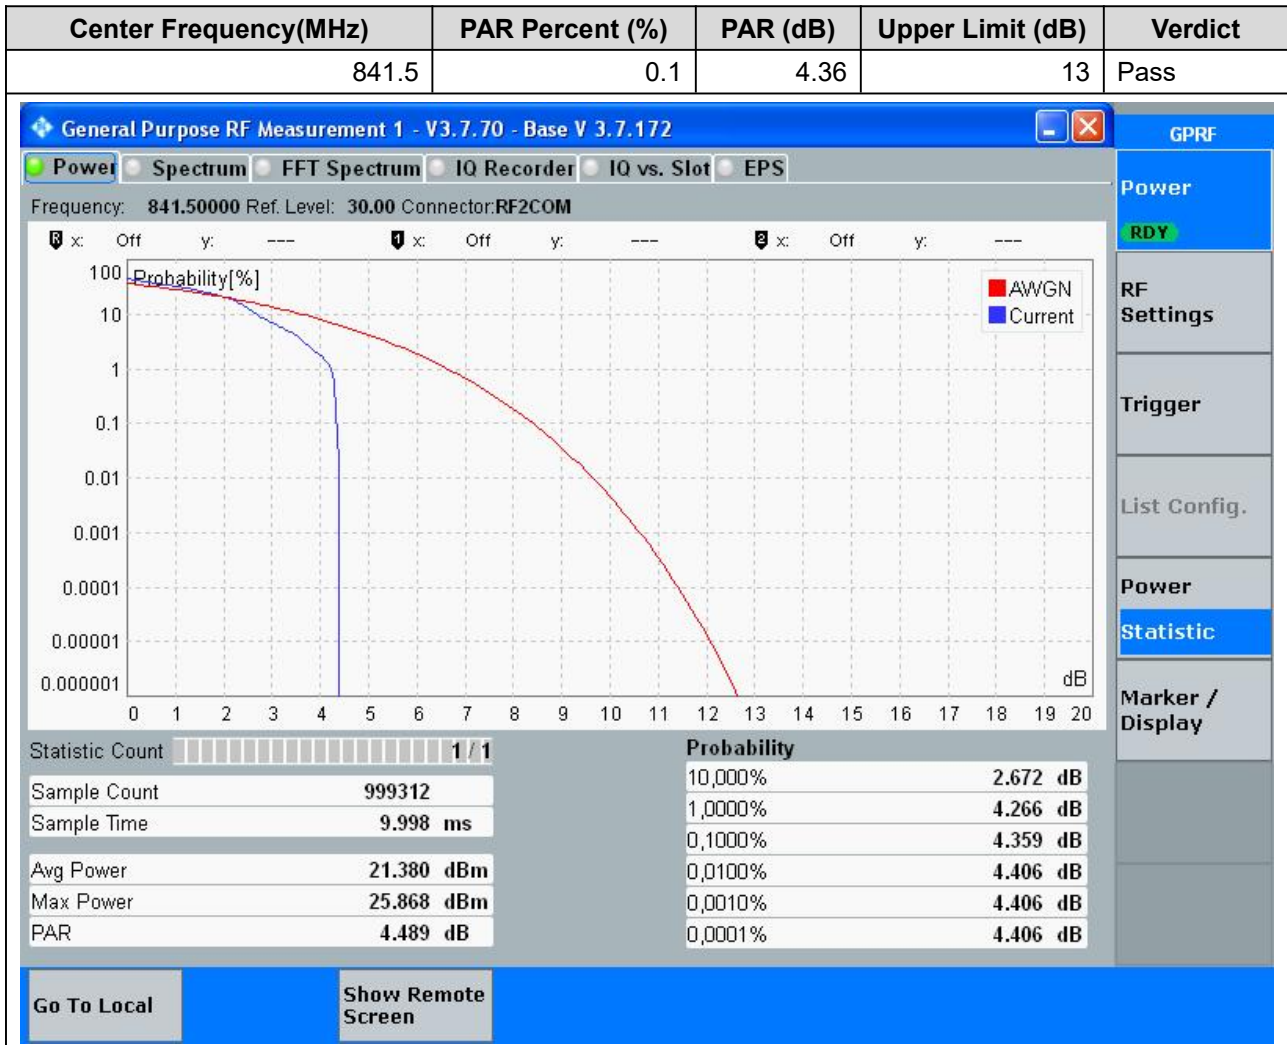 Center Frequency(MHz) PAR Percent (%) PAR (dB) Upper Limit (dB) Verdict
841.5 0.1 4.36 13 Pass
General Purpose RF Measurement 1 - V3.7.70 - Base V 3.7.172
GPRF
Power Spectrum FFT Spectrum IQ Recorder IQ vs. Slot EPS
Power
RDY
Frequency: 841.50000 Ref. Level: 30.00 Connector:RF2COM
R x: Off y: --- 1 x: Off y: --- 2 x: Off y: ---
Probability[%]
AWGN
Current
100
10
1
0.1
0.01
0.001
0.0001
0.00001
0.000001
dB
0 1 2 3 4 5 6 7 8 9 10 11 12 13 14 15 16 17 18 19 20
RF
Settings
Trigger
List Config.
Power
Statistic
Marker /
Display
Statistic Count 1 / 1
Sample Count 999312
Sample Time 9.998 ms
Avg Power 21.380 dBm
Max Power 25.868 dBm
PAR 4.489 dB
Probability
10,000% 2.672 dB
1,0000% 4.266 dB
0,1000% 4.359 dB
0,0100% 4.406 dB
0,0010% 4.406 dB
0,0001% 4.406 dB
Go To Local
Show Remote
Screen